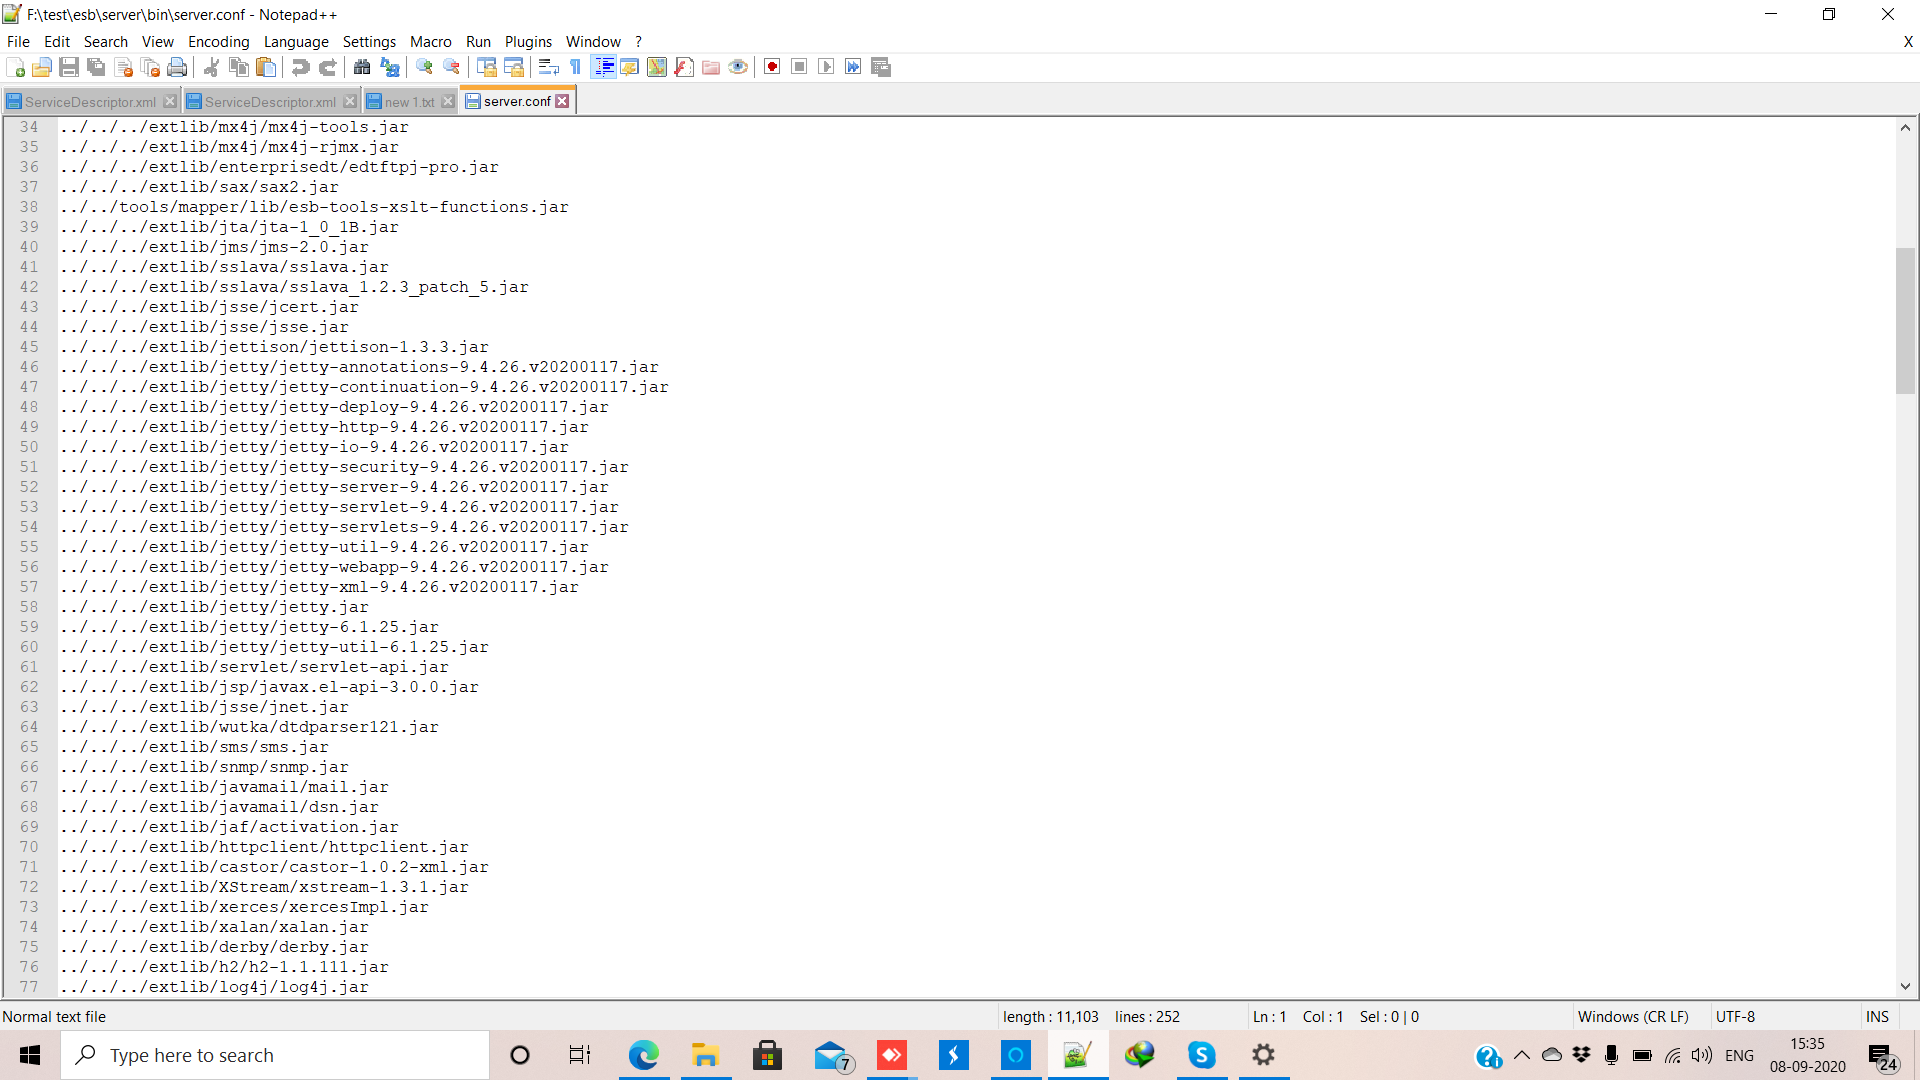 F:\test\esb\server\bin\server.conf - Notepad++
File Edit Search View Encoding Language Settings Macro Run Plugins Window ? X
ServiceDescriptor.xml ServiceDescriptor.xml new 1.txt server.conf
34 ../../../extlib/mx4j/mx4j-tools.jar
35 ../../../extlib/mx4j/mx4j-rjmx.jar
36 ../../../extlib/enterprisedt/edtftpj-pro.jar
37 ../../../extlib/sax/sax2.jar
38 ../../tools/mapper/lib/esb-tools-xslt-functions.jar
39 ../../../extlib/jta/jta-1_0_1B.jar
40 ../../../extlib/jms/jms-2.0.jar
41 ../../../extlib/sslava/sslava.jar
42 ../../../extlib/sslava/sslava_1.2.3_patch_5.jar
43 ../../../extlib/jsse/jcert.jar
44 ../../../extlib/jsse/jsse.jar
45 ../../../extlib/jettison/jettison-1.3.3.jar
46 ../../../extlib/jetty/jetty-annotations-9.4.26.v20200117.jar
47 ../../../extlib/jetty/jetty-continuation-9.4.26.v20200117.jar
48 ../../../extlib/jetty/jetty-deploy-9.4.26.v20200117.jar
49 ../../../extlib/jetty/jetty-http-9.4.26.v20200117.jar
50 ../../../extlib/jetty/jetty-io-9.4.26.v20200117.jar
51 ../../../extlib/jetty/jetty-security-9.4.26.v20200117.jar
52 ../../../extlib/jetty/jetty-server-9.4.26.v20200117.jar
53 ../../../extlib/jetty/jetty-servlet-9.4.26.v20200117.jar
54 ../../../extlib/jetty/jetty-servlets-9.4.26.v20200117.jar
55 ../../../extlib/jetty/jetty-util-9.4.26.v20200117.jar
56 ../../../extlib/jetty/jetty-webapp-9.4.26.v20200117.jar
57 ../../../extlib/jetty/jetty-xml-9.4.26.v20200117.jar
58 ../../../extlib/jetty/jetty.jar
59 ../../../extlib/jetty/jetty-6.1.25.jar
60 ../../../extlib/jetty/jetty-util-6.1.25.jar
61 ../../../extlib/servlet/servlet-api.jar
62 ../../../extlib/jsp/javax.el-api-3.0.0.jar
63 ../../../extlib/jsse/jnet.jar
64 ../../../extlib/wutka/dtdparser121.jar
65 ../../../extlib/sms/sms.jar
66 ../../../extlib/snmp/snmp.jar
67 ../../../extlib/javamail/mail.jar
68 ../../../extlib/javamail/dsn.jar
69 ../../../extlib/jaf/activation.jar
70 ../../../extlib/httpclient/httpclient.jar
71 ../../../extlib/castor/castor-1.0.2-xml.jar
72 ../../../extlib/XStream/xstream-1.3.1.jar
73 ../../../extlib/xerces/xercesImpl.jar
74 ../../../extlib/xalan/xalan.jar
75 ../../../extlib/derby/derby.jar
76 ../../../extlib/h2/h2-1.1.111.jar
77 ../../../extlib/log4j/log4j.jar
Normal text file length : 11,103 lines : 252 Ln : 1 Col : 1 Sel : 0 | 0 Windows (CR LF) UTF-8 INS
Type here to search 7 ENG 15:35
08-09-2020 24